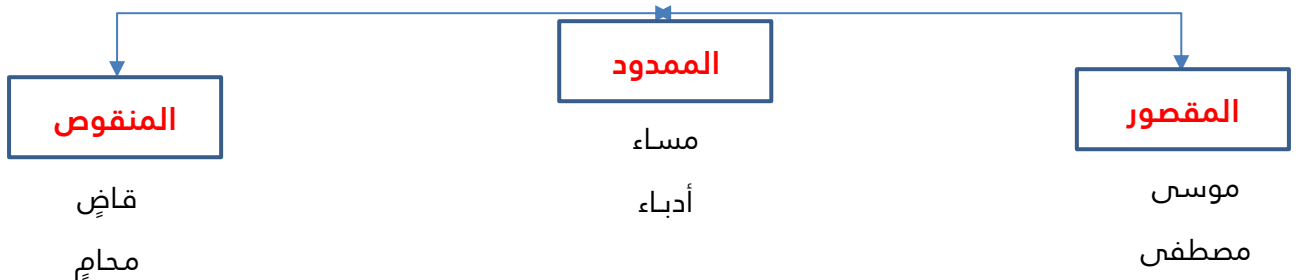 المقصور
موسى
مصطفى
الممدود
مساء
أدباء
المنقوص
قاضٍ
محامٍ